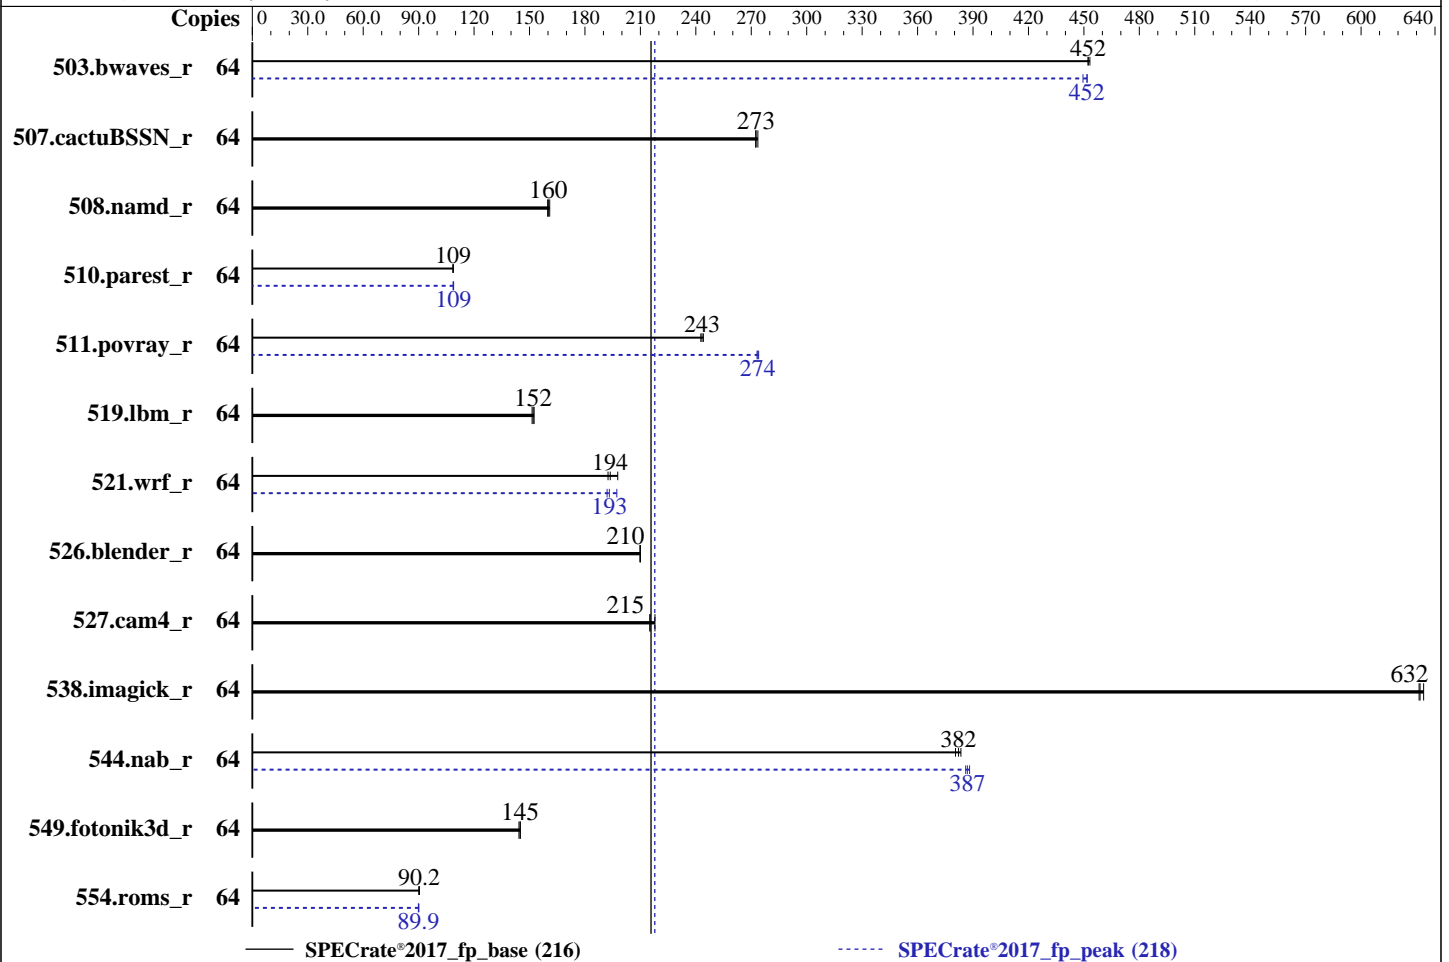 Copies 0 30.0 60.0 90.0 120 150 180 210 240 270 300 330 360 390 420 450 480 510 540 570 600 640
503.bwaves_r 64 452
452
507.cactuBSSN_r 64 273
508.namd_r 64 160
510.parest_r 64 109
109
511.povray_r 64 243
274
519.lbm_r 64 152
521.wrf_r 64 194
193
526.blender_r 64 210
527.cam4_r 64 215
538.imagick_r 64 632
544.nab_r 64 382
387
549.fotonik3d_r 64 145
554.roms_r 64 90.2
89.9
SPECrate®2017_fp_base (216) SPECrate®2017_fp_peak (218)